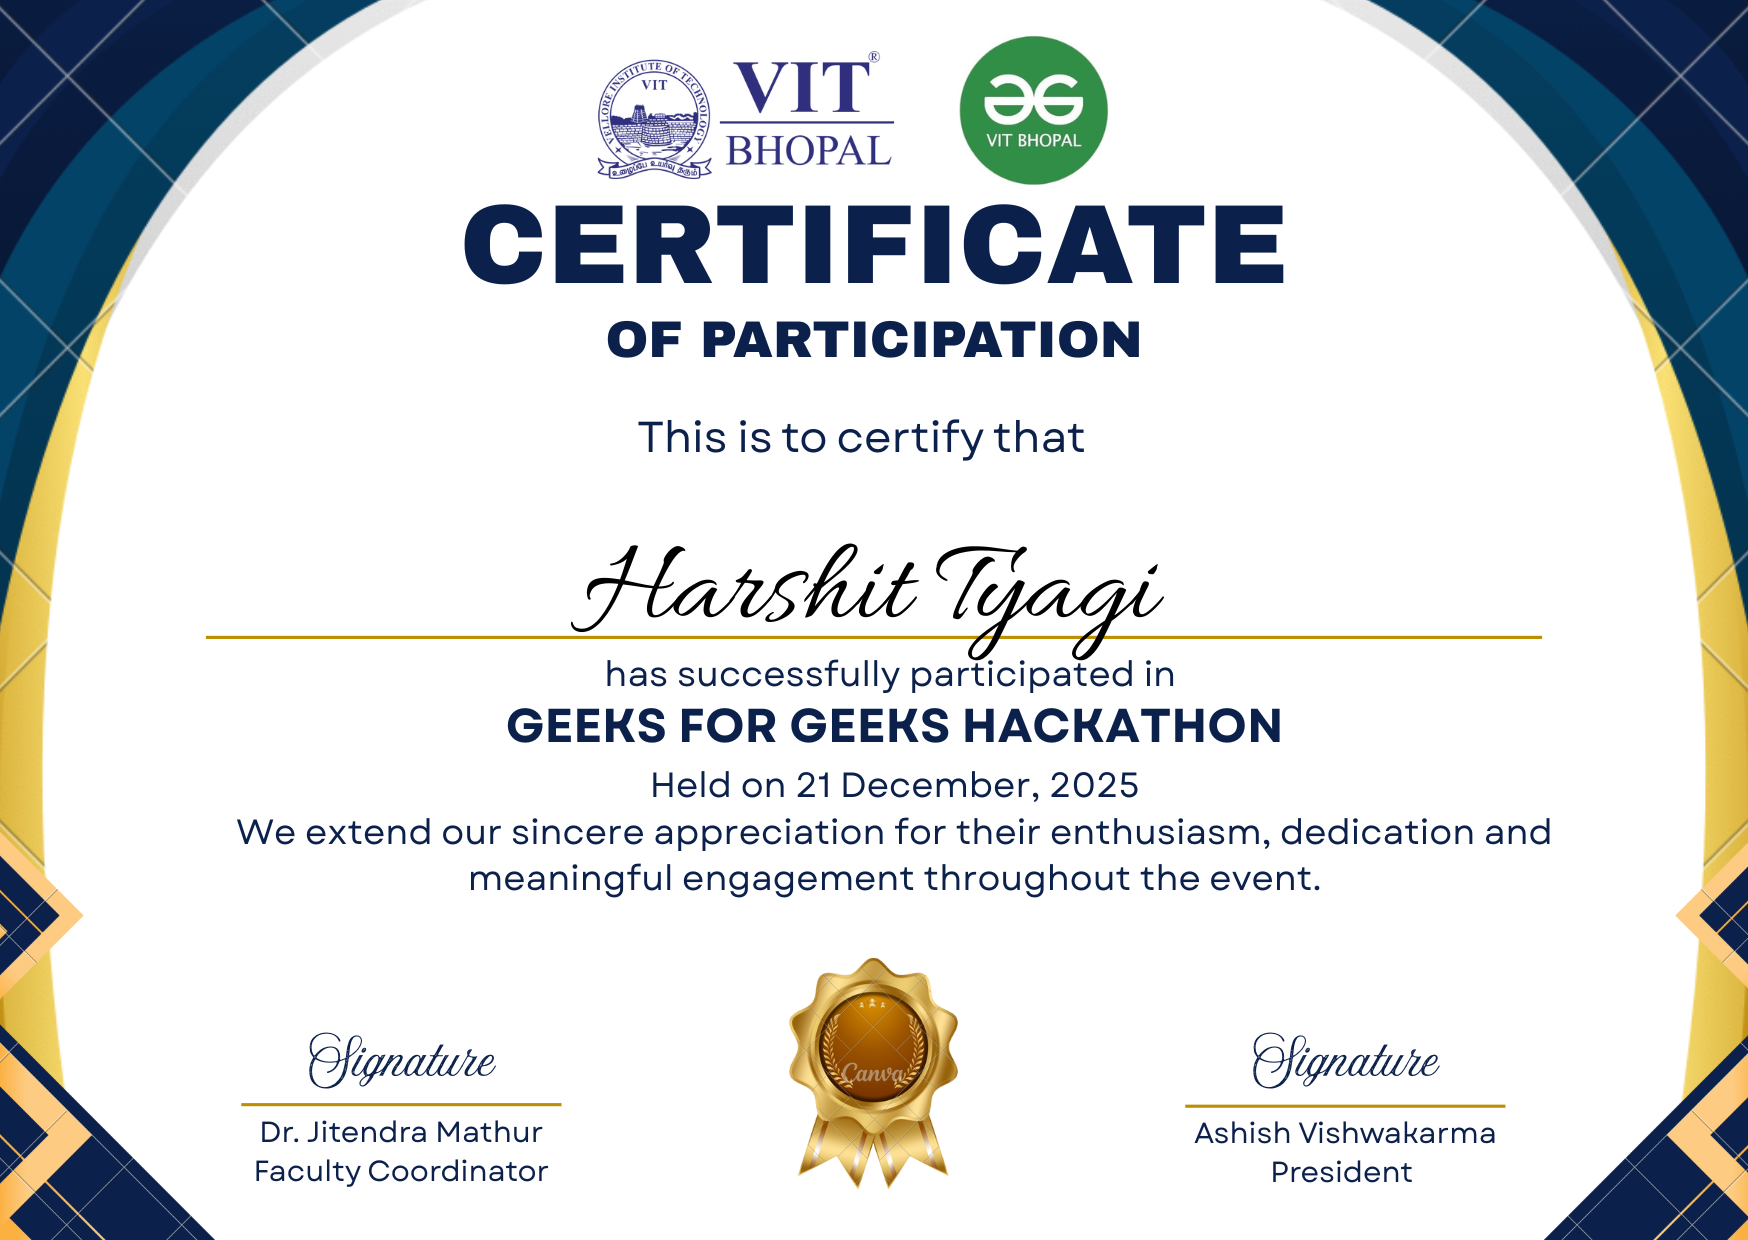 VELLORE INSTITUTE OF TECHNOLOGY
VIT
உழைப்பே உயர்வு தரும்
VIT®
BHOPAL
VIT BHOPAL
CERTIFICATE
OF PARTICIPATION
This is to certify that
Harshit Tyagi
has successfully participated in
GEEKS FOR GEEKS HACKATHON
Held on 21 December, 2025
We extend our sincere appreciation for their enthusiasm, dedication and
meaningful engagement throughout the event.
Canva
Signature
Dr. Jitendra Mathur
Faculty Coordinator
Signature
Ashish Vishwakarma
President